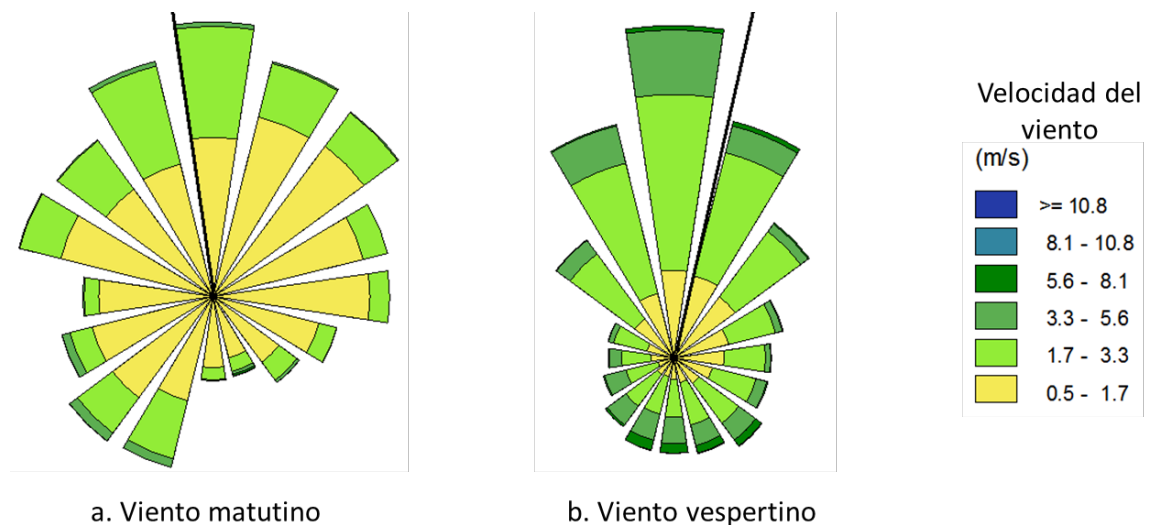 Velocidad del
viento
(m/s)
>= 10.8
8.1 - 10.8
5.6 - 8.1
3.3 - 5.6
1.7 - 3.3
0.5 - 1.7
a. Viento matutino
b. Viento vespertino